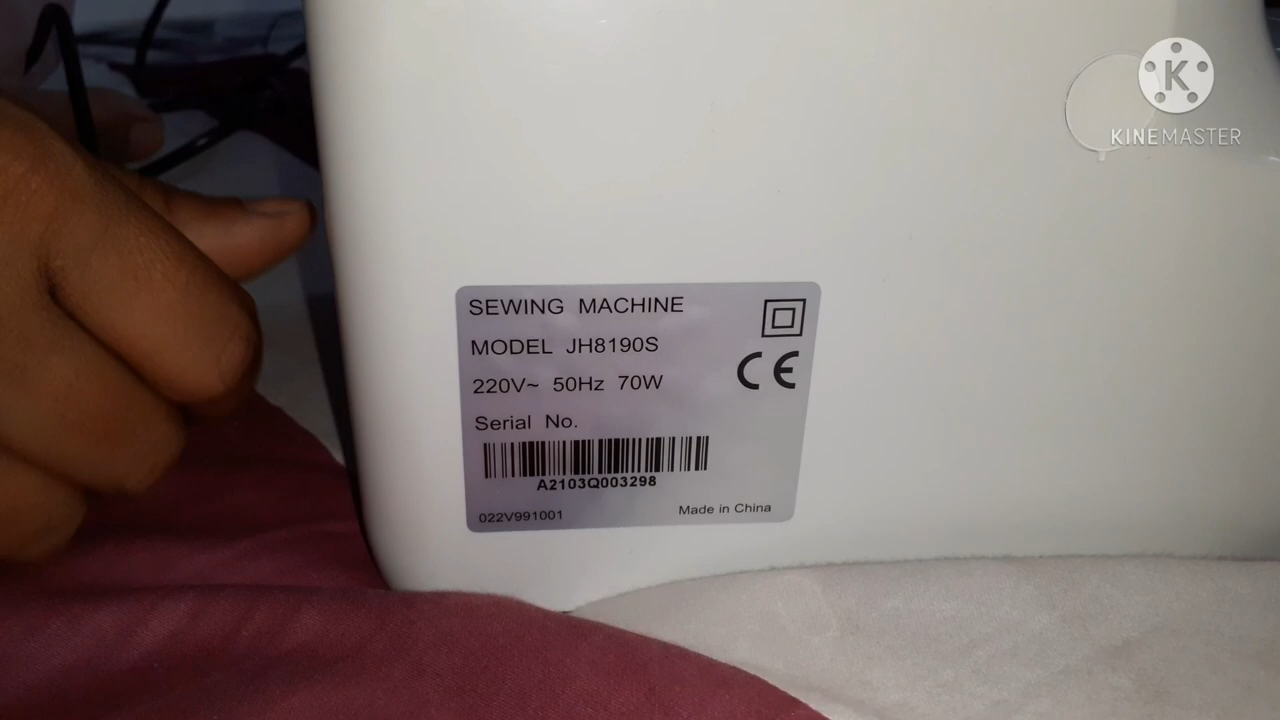 K
KINEMASTER
SEWING MACHINE
MODEL JH8190S
220V~ 50Hz 70W
CE
Serial No.
A2103Q003298
022V991001
Made in China